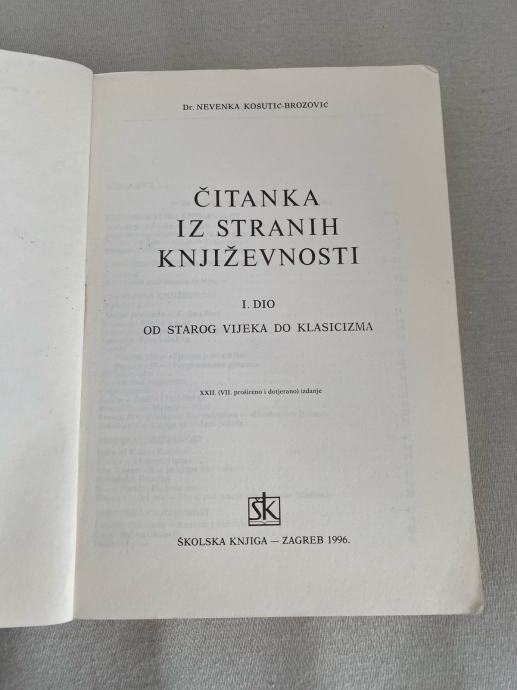 Dr. NEVENKA KOŠUTIĆ-BROZOVIĆ
ČITANKA
IZ STRANIH
KNJIŽEVNOSTI
I. DIO
OD STAROG VIJEKA DO KLASICIZMA
XXII. (VII. prošireno i dotjerano) izdanje
ŠK
ŠKOLSKA KNJIGA — ZAGREB 1996.